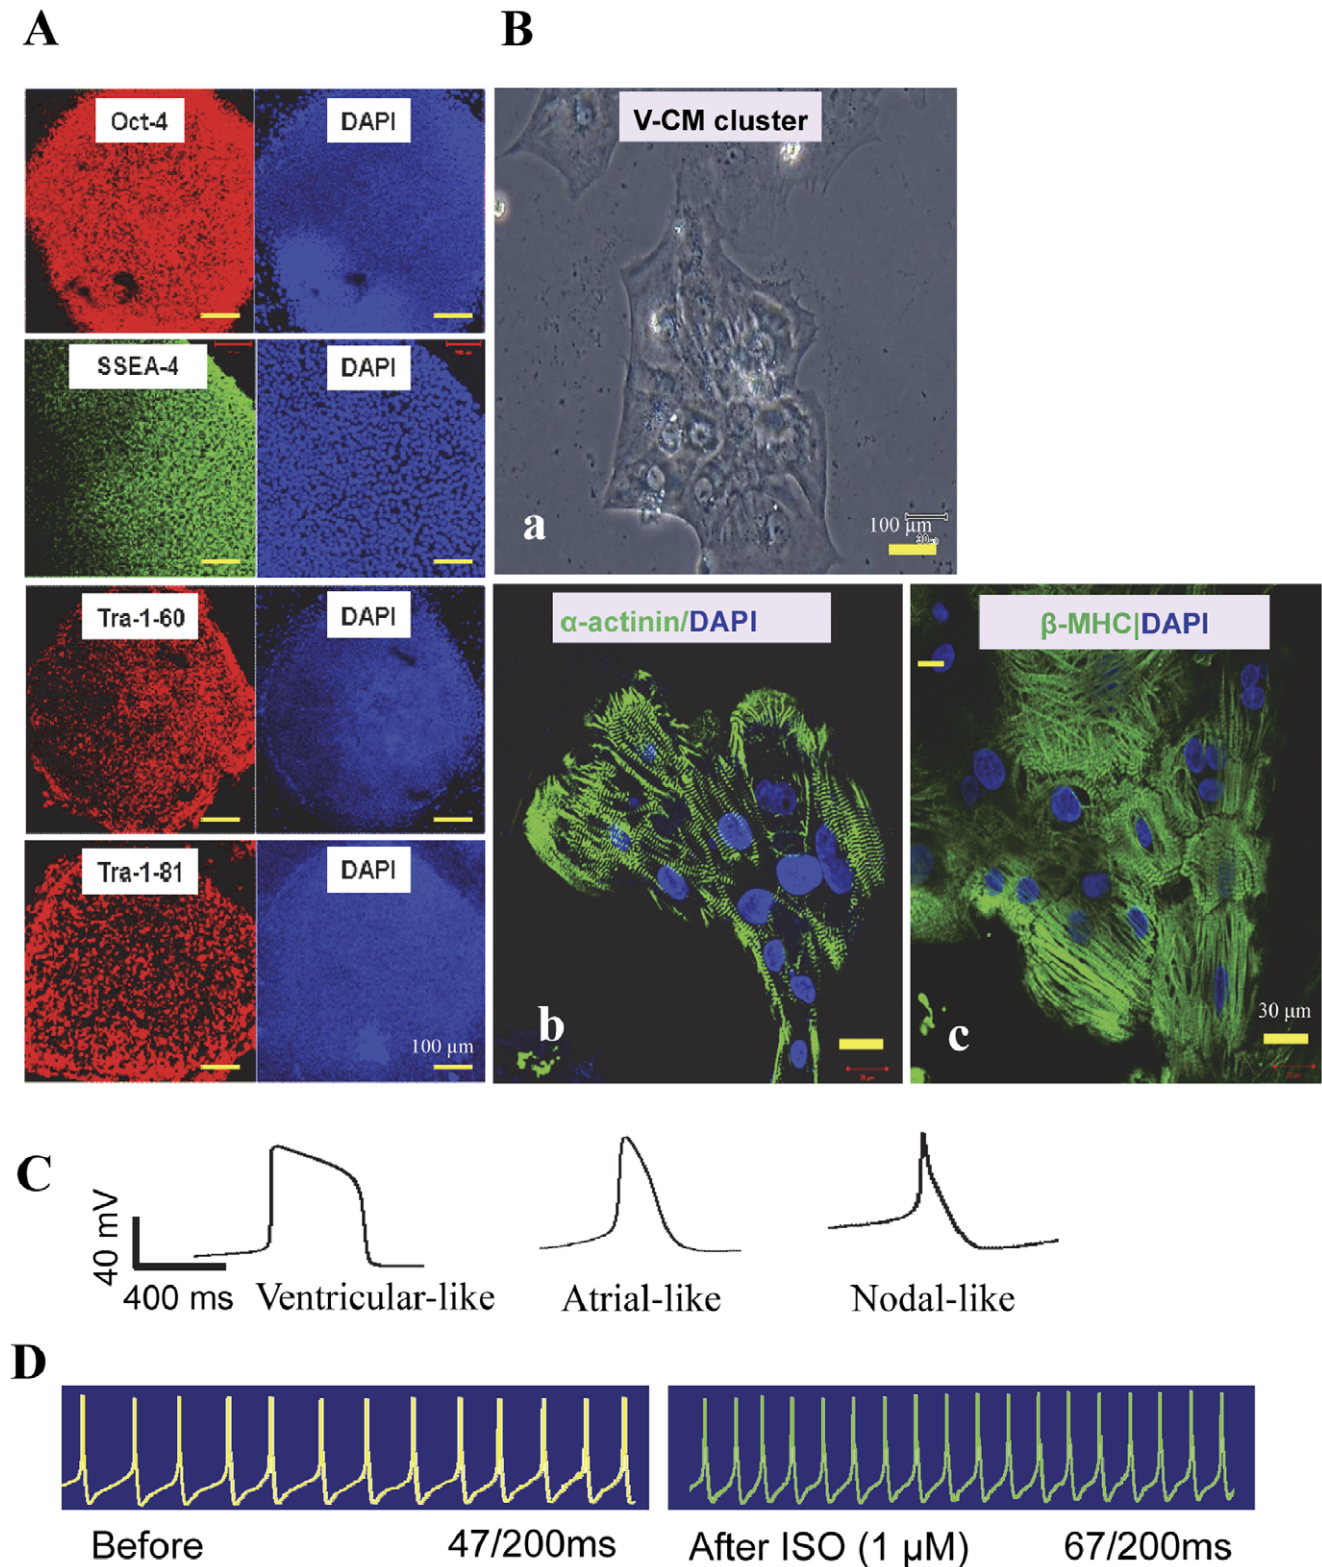 A
B
Oct-4
DAPI
SSEA-4
DAPI
Tra-1-60
DAPI
Tra-1-81
DAPI
100 µm
V-CM cluster
a
100 µm
α-actinin/DAPI
b
β-MHC|DAPI
c
30 µm
C
40 mV
400 ms
Ventricular-like
Atrial-like
Nodal-like
D
Before
47/200ms
After ISO (1 µM)
67/200ms